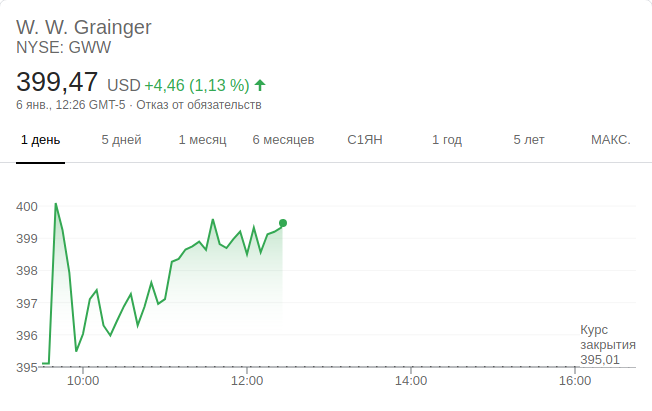 W. W. Grainger
NYSE: GWW
399,47 USD +4,46 (1,13 %)
6 янв., 12:26 GMT-5 · Отказ от обязательств
1 день 5 дней 1 месяц 6 месяцев С1ЯН 1 год 5 лет МАКС.
400
399
398
397
396
395
Курс
закрытия
395,01
10:00 12:00 14:00 16:00